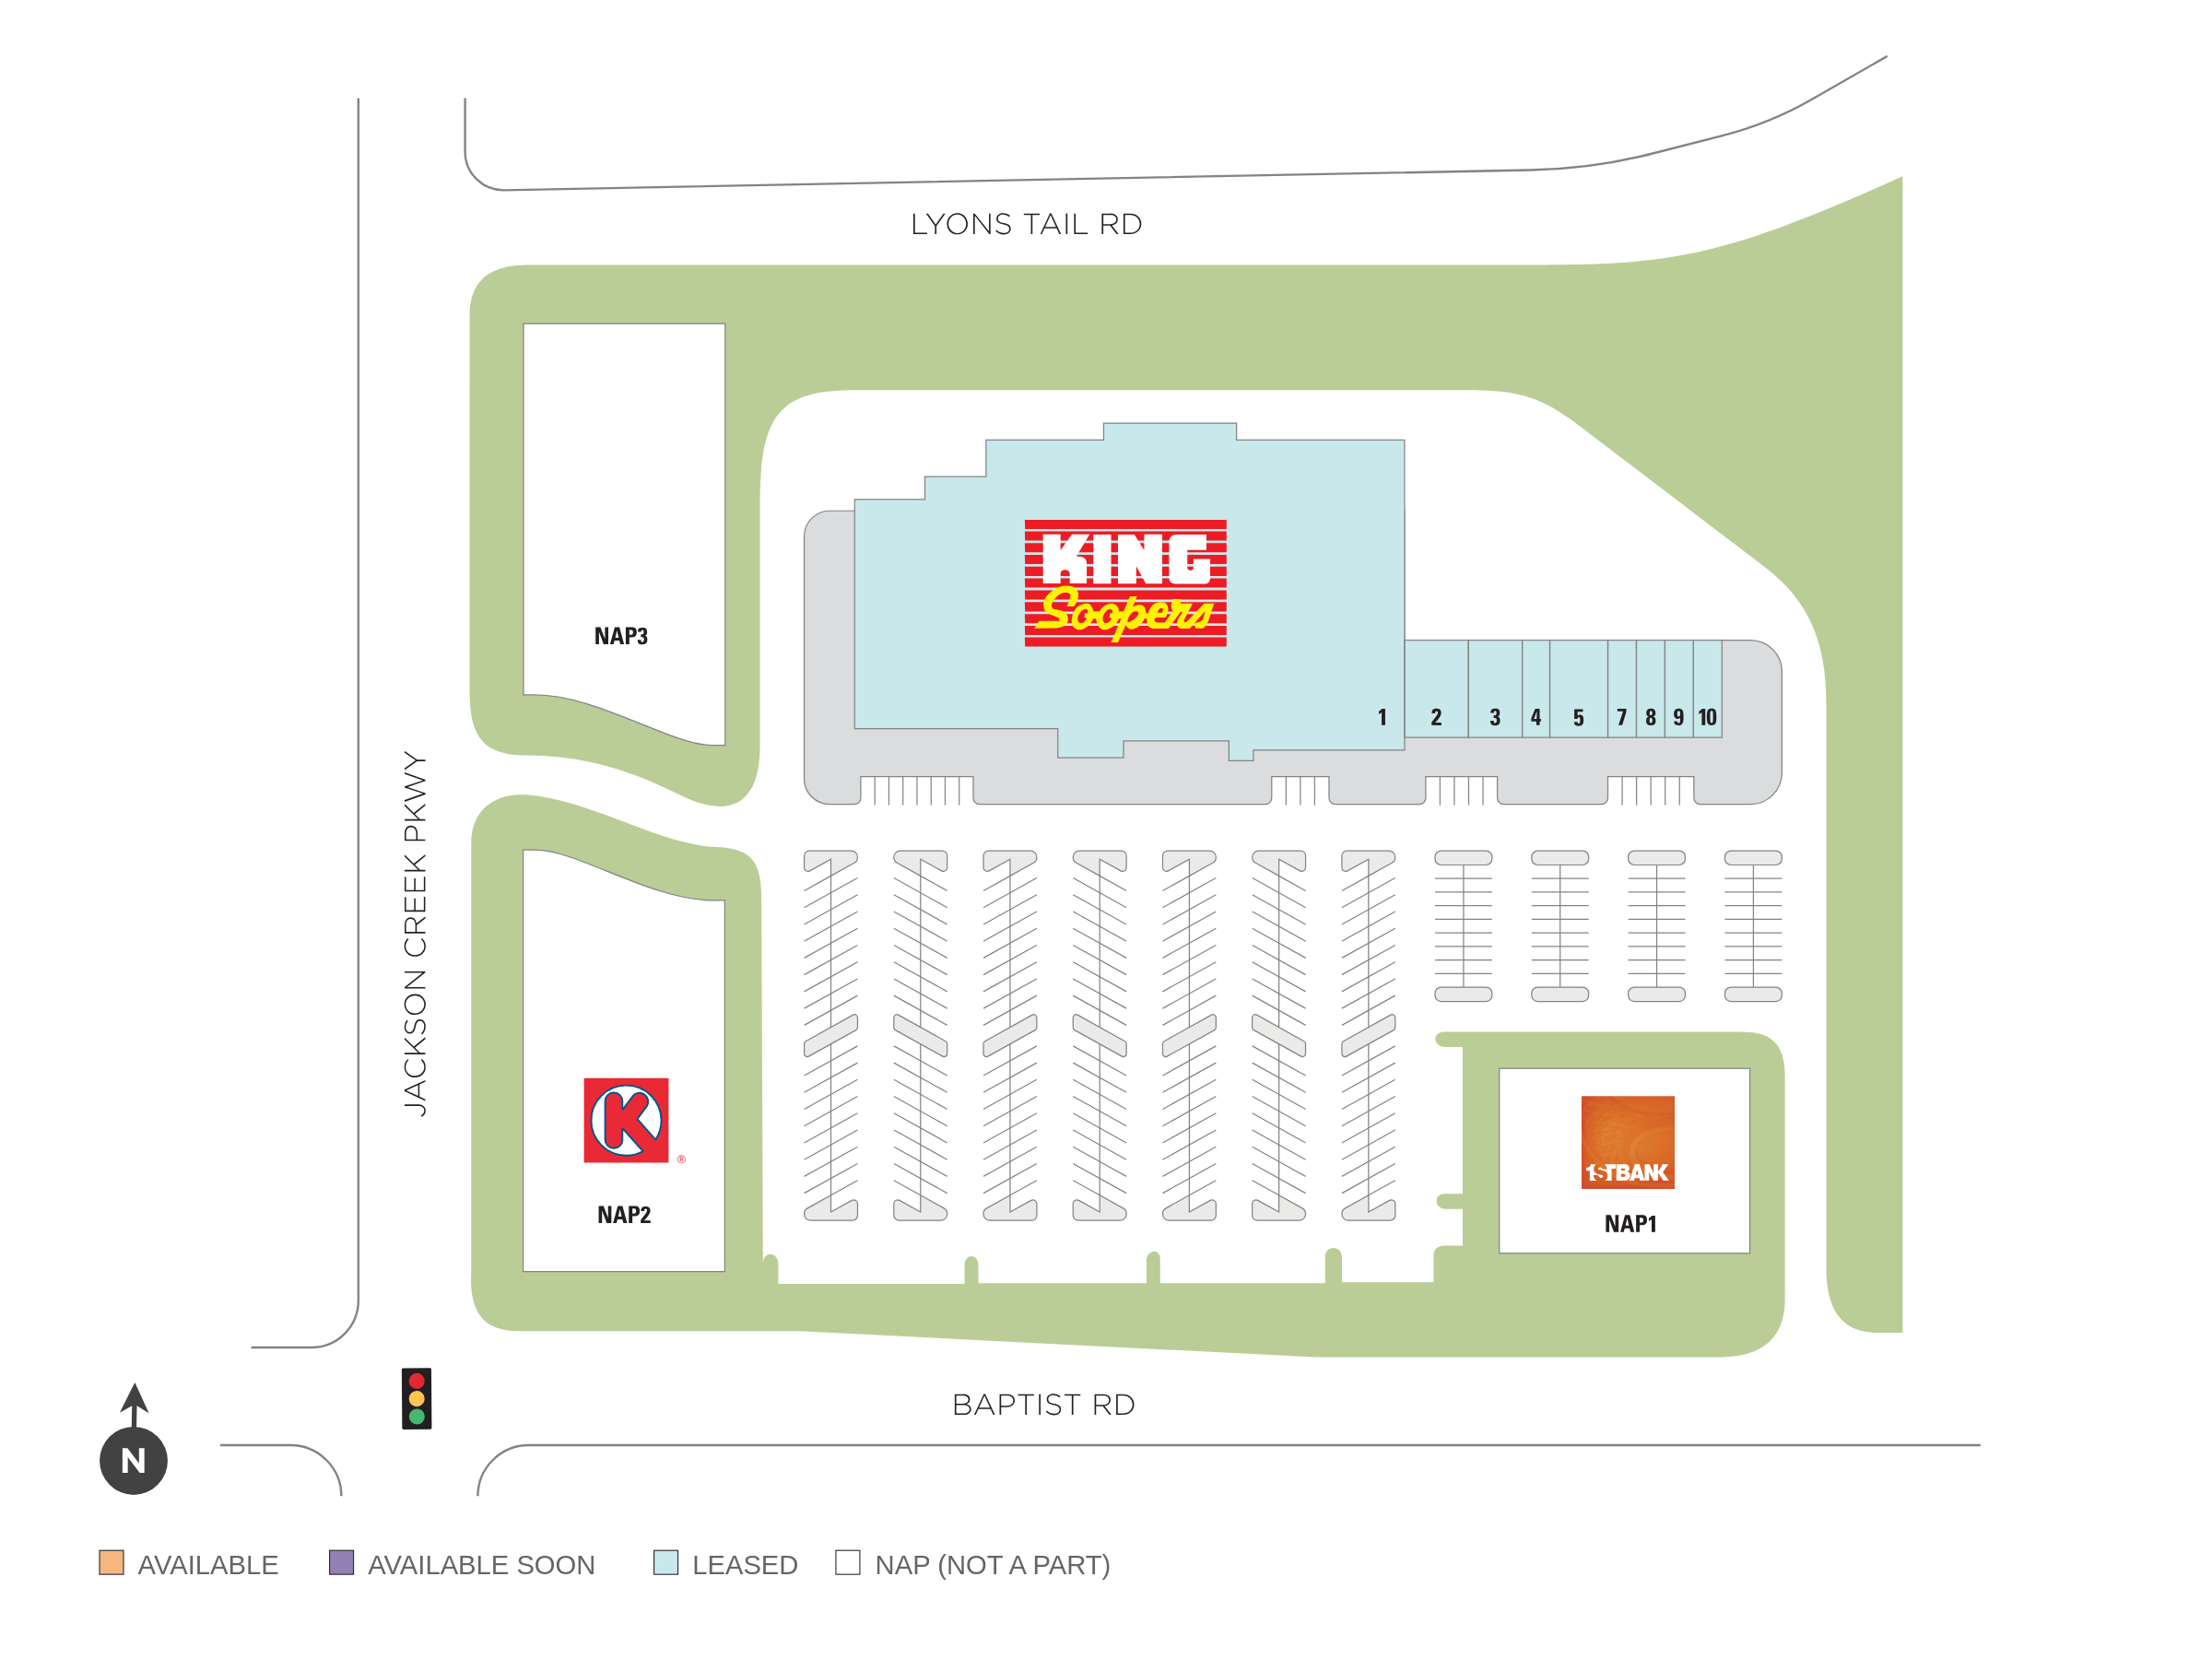 LYONS TAIL RD
KING
Soopers
NAP3
1 2 3 4 5 7 8 9 10
JACKSON CREEK PKWY
K
®
NAP2
1STBANK
NAP1
BAPTIST RD
N
AVAILABLE
AVAILABLE SOON
LEASED
NAP (NOT A PART)